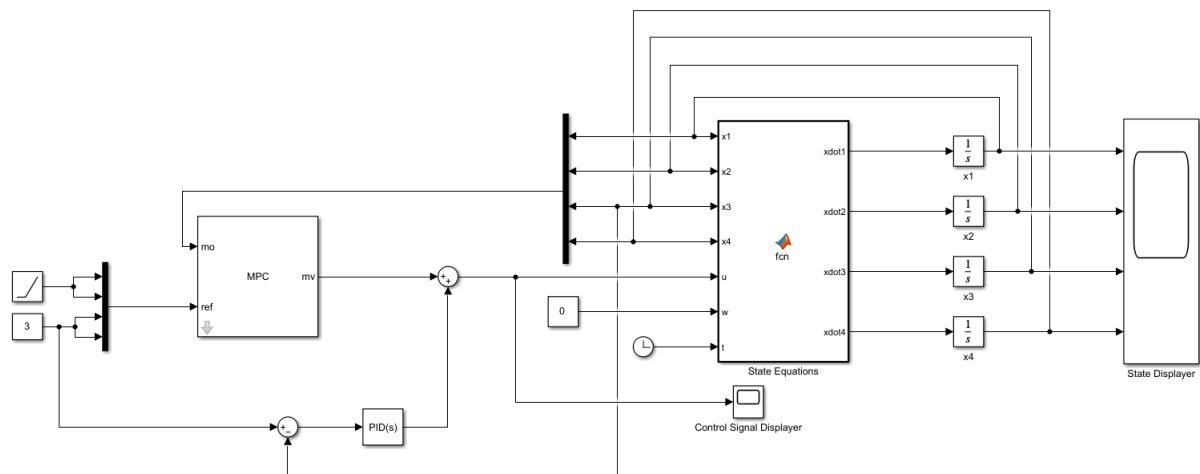 x1
xdot1
1
s
x1
x2
xdot2
1
s
x2
x3
xdot3
1
s
x3
x4
xdot4
1
s
x4
fcn
u
w
t
State Equations
State Displayer
mo
MPC
mv
ref
+
+
0
3
Control Signal Displayer
+
−
PID(s)